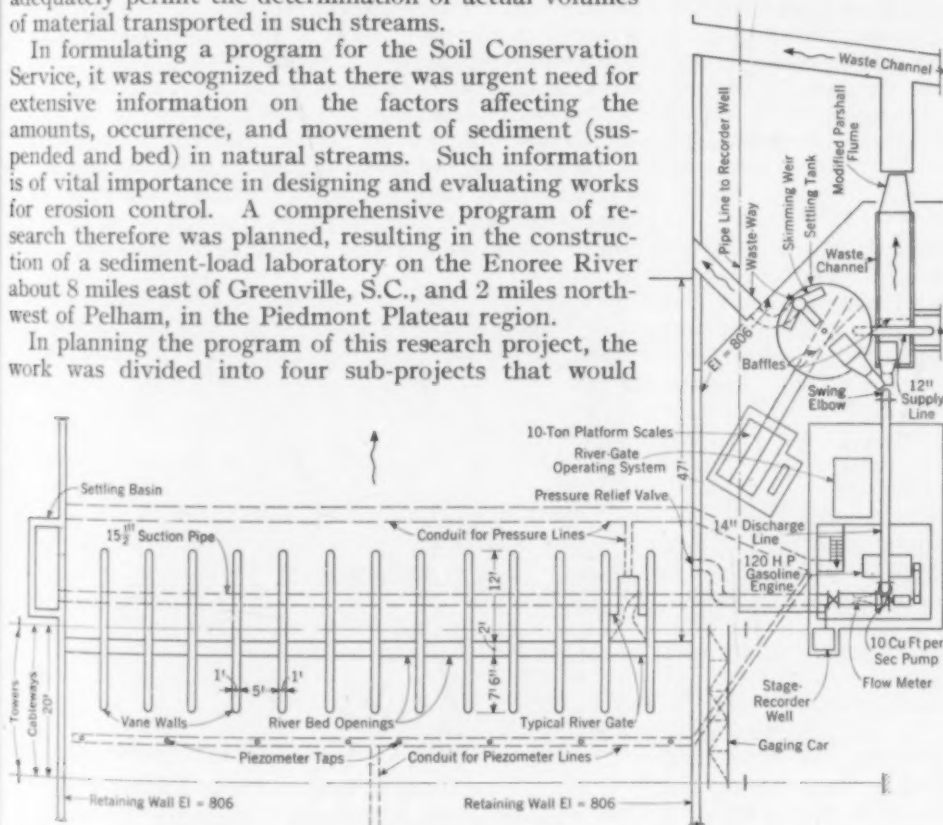 adequately permit the determination of actual volumes
of material transported in such streams.
In formulating a program for the Soil Conservation
Service, it was recognized that there was urgent need for
extensive information on the factors affecting the
amounts, occurrence, and movement of sediment (sus-
pended and bed) in natural streams. Such information
is of vital importance in designing and evaluating works
for erosion control. A comprehensive program of re-
search therefore was planned, resulting in the construc-
tion of a sediment-load laboratory on the Enoree River
about 8 miles east of Greenville, S.C., and 2 miles north-
west of Pelham, in the Piedmont Plateau region.
In planning the program of this research project, the
work was divided into four sub-projects that would
Waste Channel
Modified Parshall
Flume
Pipe Line to Recorder Well
Waste-Way
Skimming Weir
Settling Tank
Waste
Channel
El = 806
Baffles
Swing
Elbow
12"
Supply
Line
10-Ton Platform Scales
River-Gate
Operating System
47'
Settling Basin
Pressure Relief Valve
15½" Suction Pipe
Conduit for Pressure Lines
14" Discharge
Line
120 H P
Gasoline
Engine
12'
2'
7' 6"
1'
5'
1'
Towers
Cableways
20'
Vane Walls
River Bed Openings
Typical River Gate
10 Cu Ft per
Sec Pump
Flow Meter
Stage-
Recorder
Well
Piezometer Taps
Conduit for Piezometer Lines
Gaging Car
Retaining Wall El = 806
Retaining Wall El = 806